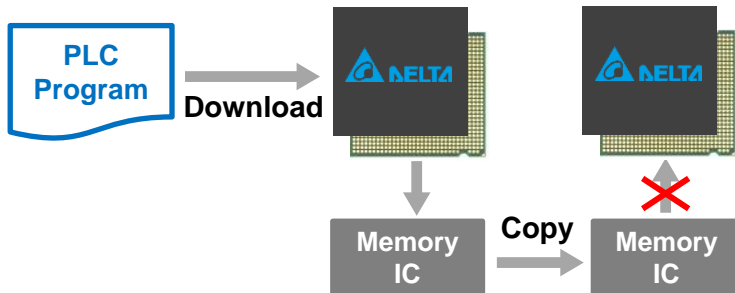 PLC
Program
Download
DELTA
DELTA
Copy
Memory
IC
Memory
IC